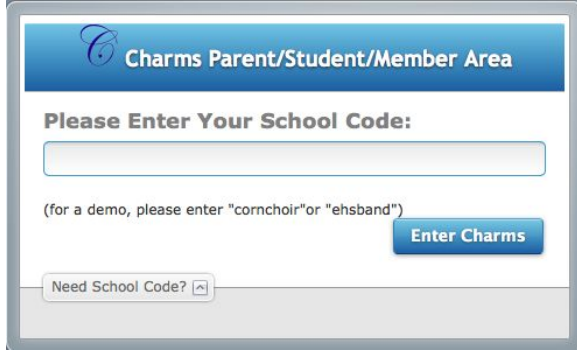 C Charms Parent/Student/Member Area
Please Enter Your School Code:
(for a demo, please enter "cornchoir"or "ehsband")
Enter Charms
Need School Code?